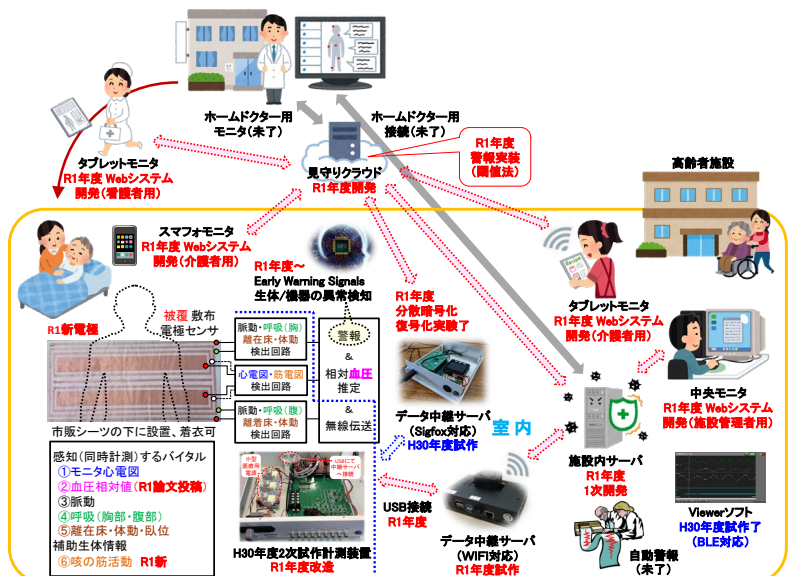 ホームドクター用
モニタ(未了)
ホームドクター用
接続(未了)
タブレットモニタ
R1年度 Webシステム
開発(看護者用)
見守りクラウド
R1年度開発
R1年度
警報実装
(閾値法)
高齢者施設
スマフォモニタ
R1年度 Webシステム
開発(介護者用)
R1年度～
Early Warning Signals
生体/機器の異常検知
R1年度
分散暗号化
復号化実験了
タブレットモニタ
R1年度 Webシステム
開発(介護者用)
R1新電極
被覆 敷布
電極センサ
脈動・呼吸(胸)
離在床・体動
検出回路
心電図・筋電図
検出回路
脈動・呼吸(腹)
離着床・体動
検出回路
警報
&
相対血圧
推定
&
無線伝送
市販シーツの下に設置、着衣可
感知(同時計測)するバイタル
①モニタ心電図
②血圧相対値(R1論文投稿)
③脈動
④呼吸(胸部・腹部)
⑤離在床・体動・臥位
補助生体情報
⑥咳の筋活動 R1新
小型
医療用
電源
USBにて
中継サーバ
へ接続
H30年度2次試作計測装置
R1年度改造
データ中継サーバ
(Sigfox対応)
H30年度試作
室内
USB接続
R1年度
データ中継サーバ
(WIFI対応)
R1年度試作
施設内サーバ
R1年度
1次開発
自動警報
(未了)
中央モニタ
R1年度 Webシステム
開発(施設管理者用)
Viewerソフト
H30年度試作了
(BLE対応)